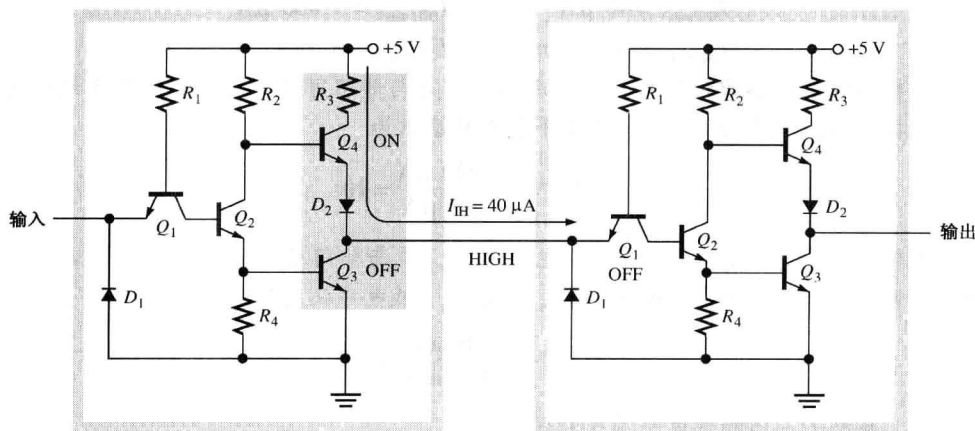 +5 V
R1
R2
R3
ON
Q4
输入
Q1
Q2
D2
Q3
OFF
D1
R4
IIH = 40 μA
HIGH
+5 V
R1
R2
R3
Q4
D2
Q1
OFF
Q2
Q3
输出
D1
R4